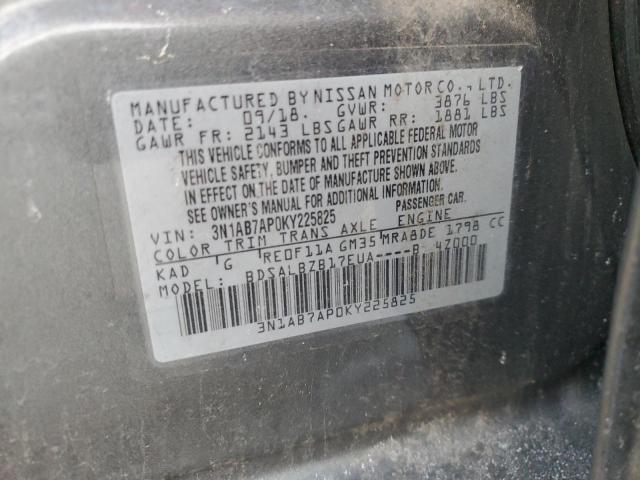 MANUFACTURED BY NISSAN MOTOR CO., LTD.
DATE: 09/18. GVWR: 3876 LBS
GAWR FR: 2143 LBS GAWR RR: 1881 LBS
THIS VEHICLE CONFORMS TO ALL APPLICABLE FEDERAL MOTOR
VEHICLE SAFETY, BUMPER AND THEFT PREVENTION STANDARDS
IN EFFECT ON THE DATE OF MANUFACTURE SHOWN ABOVE.
SEE OWNER'S MANUAL FOR ADDITIONAL INFORMATION.
VIN: 3N1AB7AP0KY225825 PASSENGER CAR.
COLOR TRIM TRANS AXLE ENGINE
KAD G RE0F11A GM35 MRA8DE 1798 CC
MODEL: BDSALBZB17EUA----B- 4Z000
3N1AB7AP0KY225825